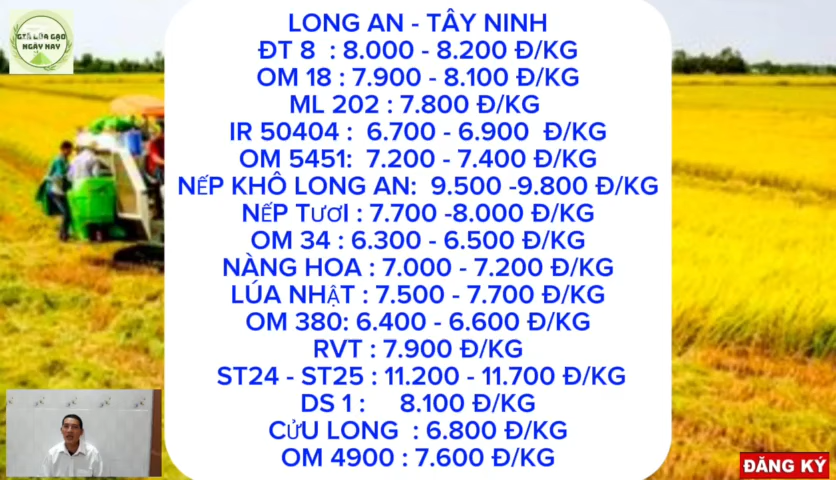 GIÁ LÚA GẠO
NGÀY NAY
LONG AN - TÂY NINH
ĐT 8 : 8.000 - 8.200 Đ/KG
OM 18 : 7.900 - 8.100 Đ/KG
ML 202 : 7.800 Đ/KG
IR 50404 : 6.700 - 6.900 Đ/KG
OM 5451: 7.200 - 7.400 Đ/KG
NẾP KHÔ LONG AN: 9.500 -9.800 Đ/KG
NẾP TươI : 7.700 -8.000 Đ/KG
OM 34 : 6.300 - 6.500 Đ/KG
NÀNG HOA : 7.000 - 7.200 Đ/KG
LÚA NHẬT : 7.500 - 7.700 Đ/KG
OM 380: 6.400 - 6.600 Đ/KG
RVT : 7.900 Đ/KG
ST24 - ST25 : 11.200 - 11.700 Đ/KG
DS 1 : 8.100 Đ/KG
CỬU LONG : 6.800 Đ/KG
OM 4900 : 7.600 Đ/KG
ĐĂNG KÝ